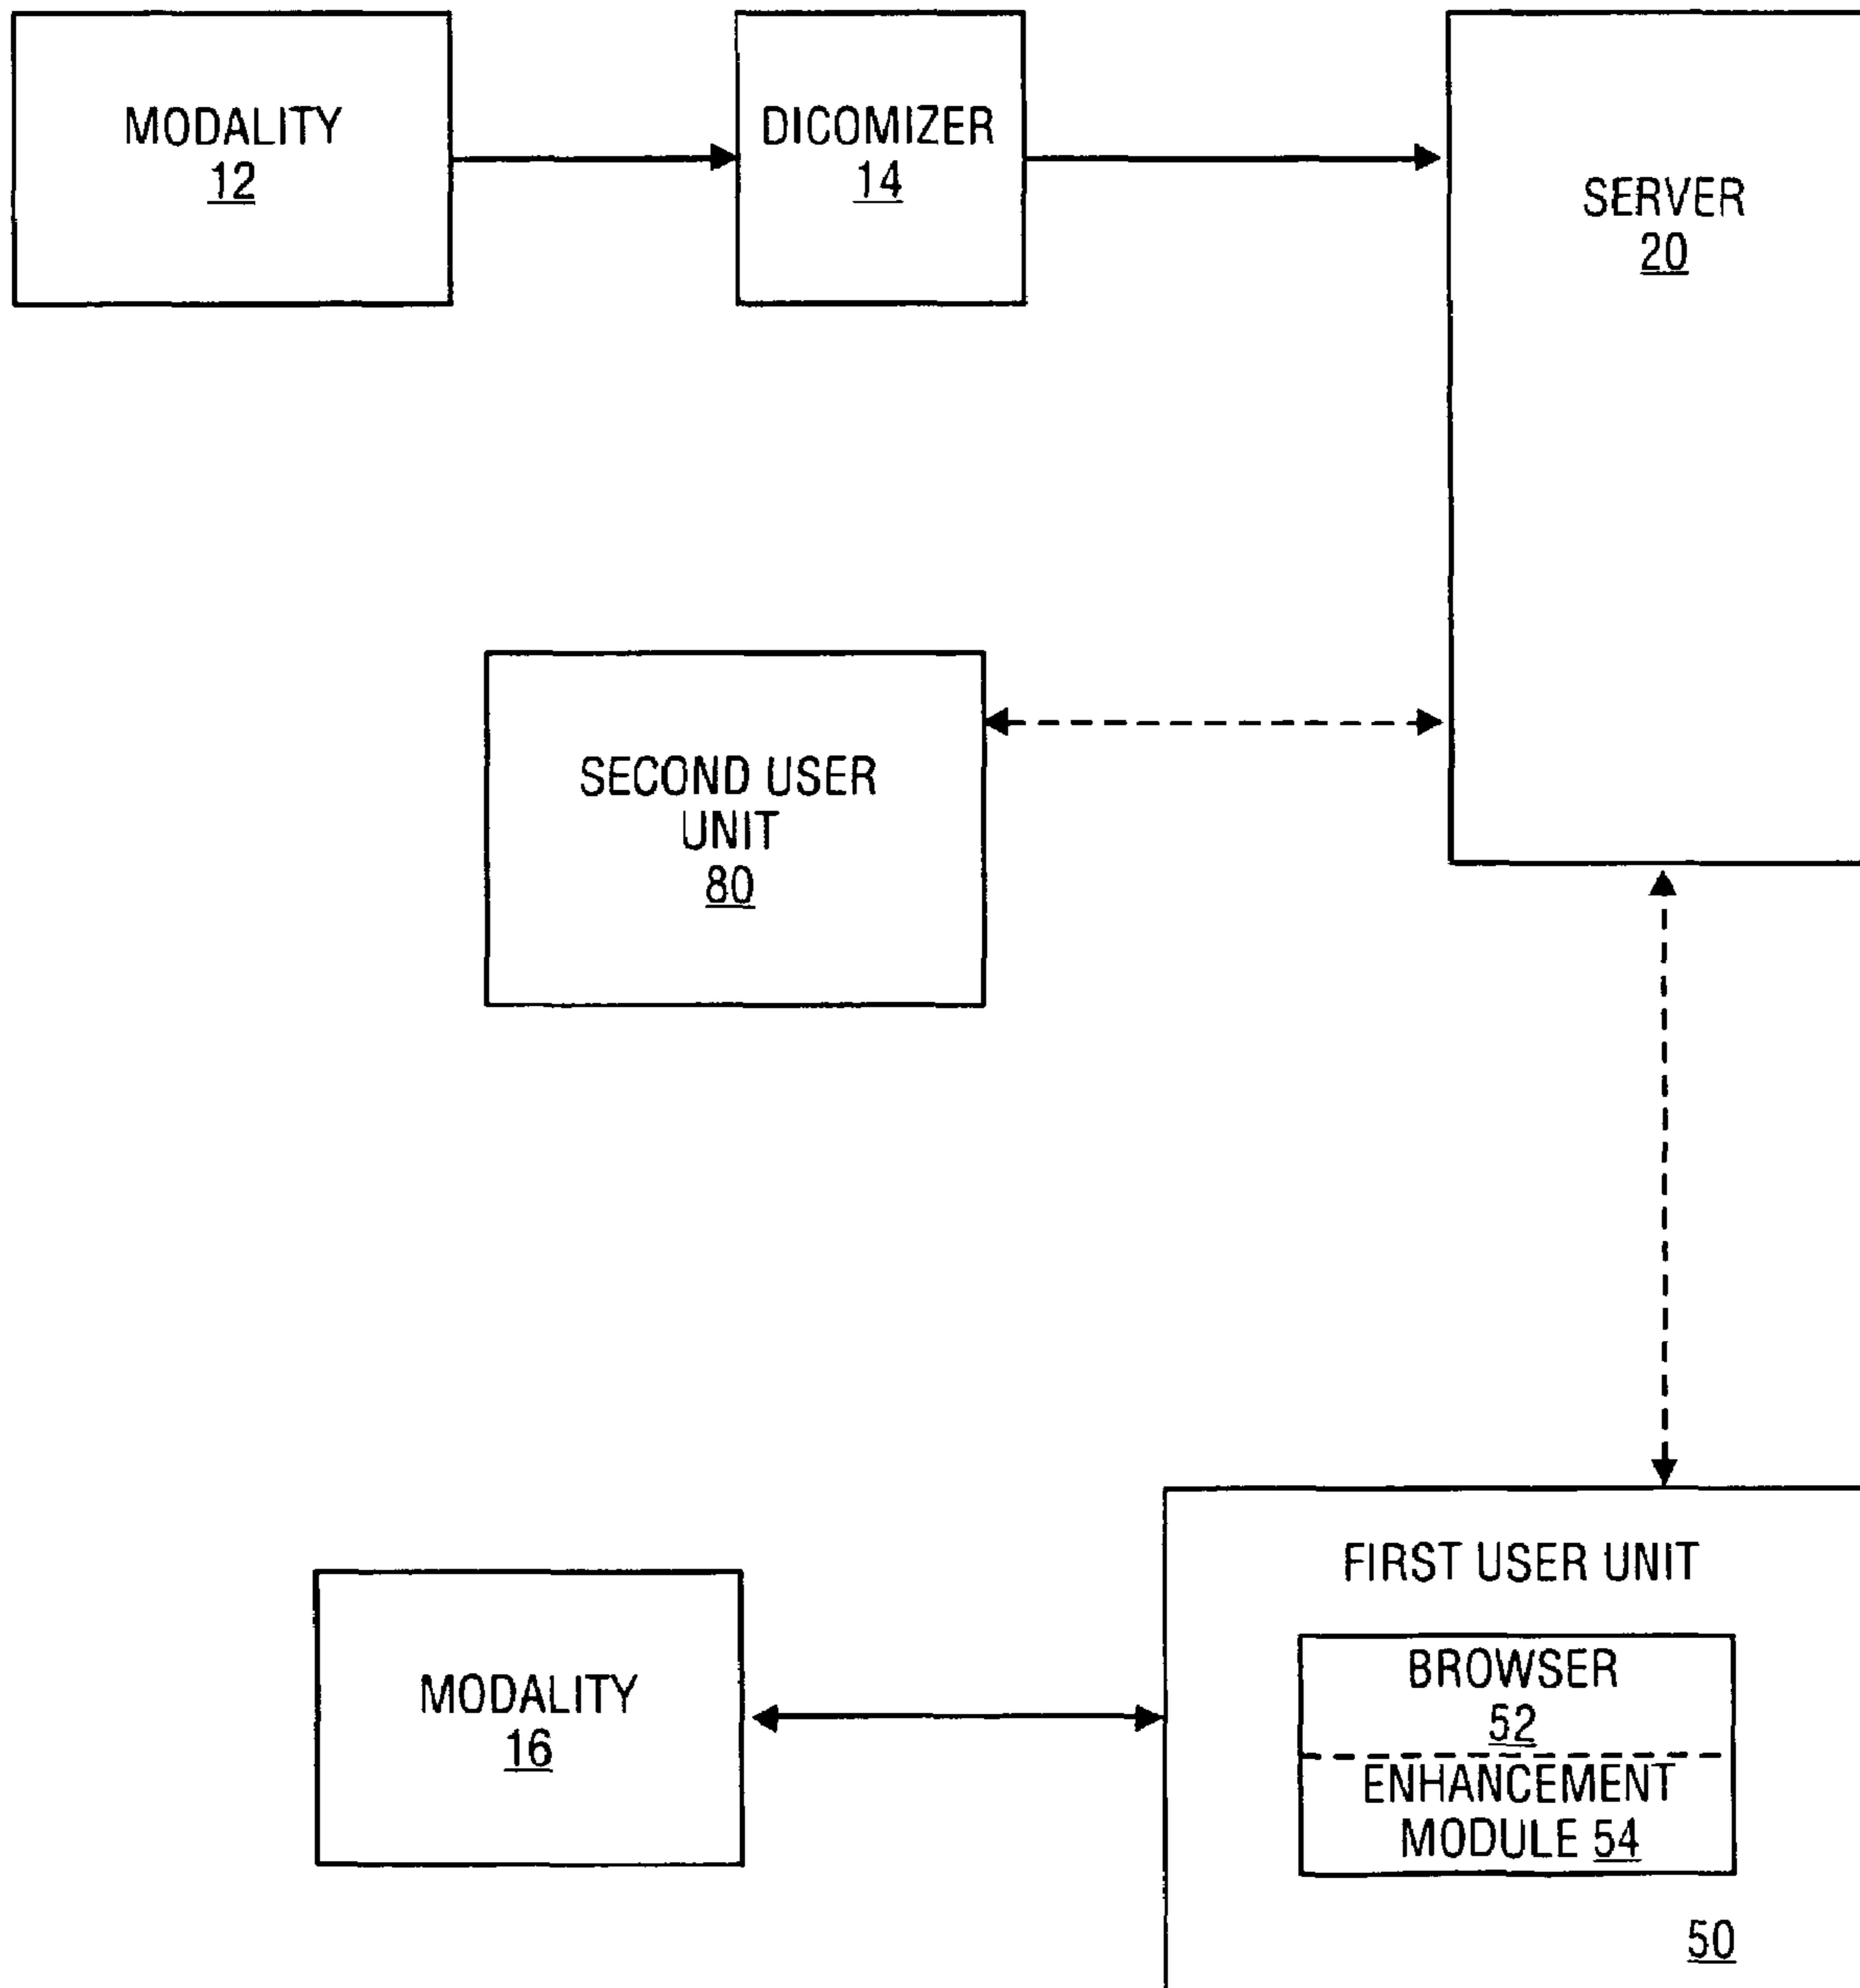 MODALITY
12
DICOMIZER
14
SERVER
20
SECOND USER
UNIT
80
FIRST USER UNIT
BROWSER
52
ENHANCEMENT
MODULE 54
MODALITY
16
50